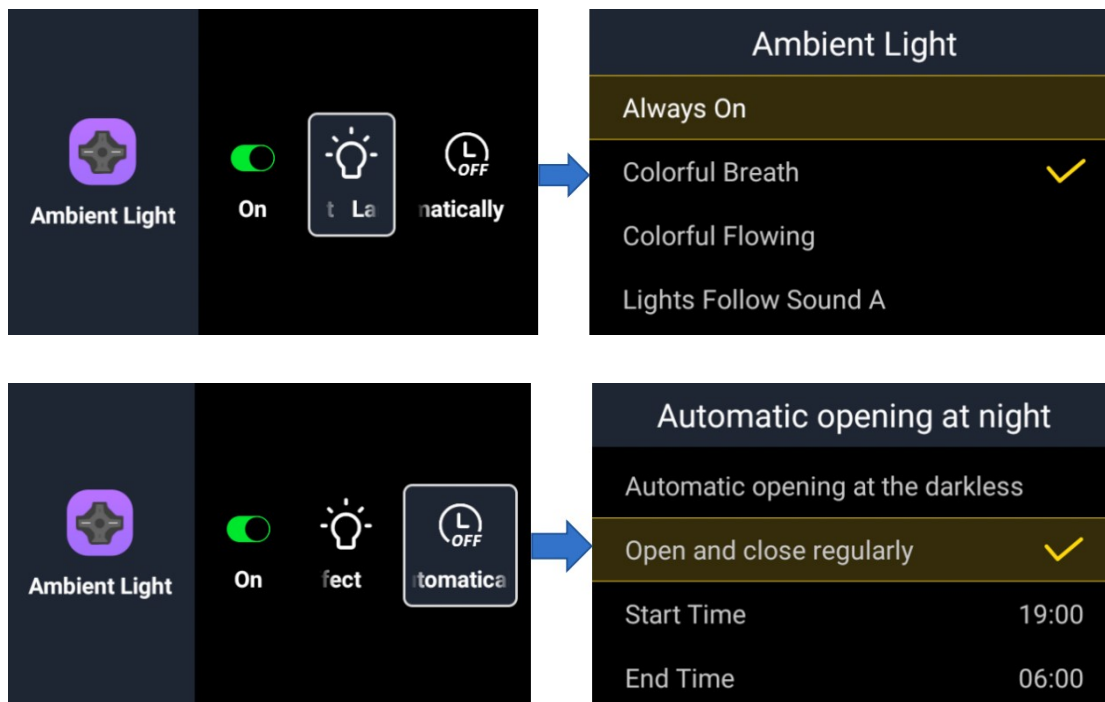 Ambient Light
On
t La
natically
OFF
Ambient Light
Always On
Colorful Breath
Colorful Flowing
Lights Follow Sound A
Ambient Light
On
fect
tomatica
OFF
Automatic opening at night
Automatic opening at the darkless
Open and close regularly
Start Time 19:00
End Time 06:00